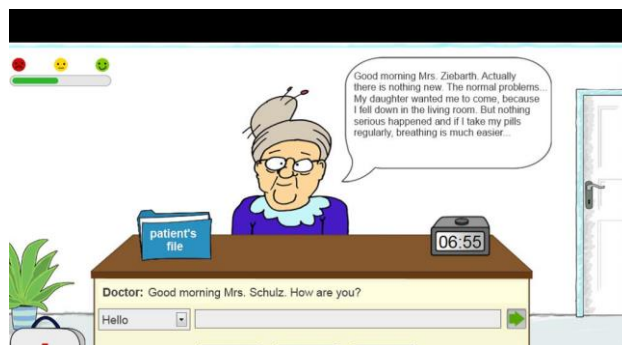 Good morning Mrs. Ziebarth. Actually
there is nothing new. The normal problems...
My daughter wanted me to come, because
I fell down in the living room. But nothing
serious happened and if I take my pills
regularly, breathing is much easier...
patient's
file
06:55
Doctor: Good morning Mrs. Schulz. How are you?
Hello